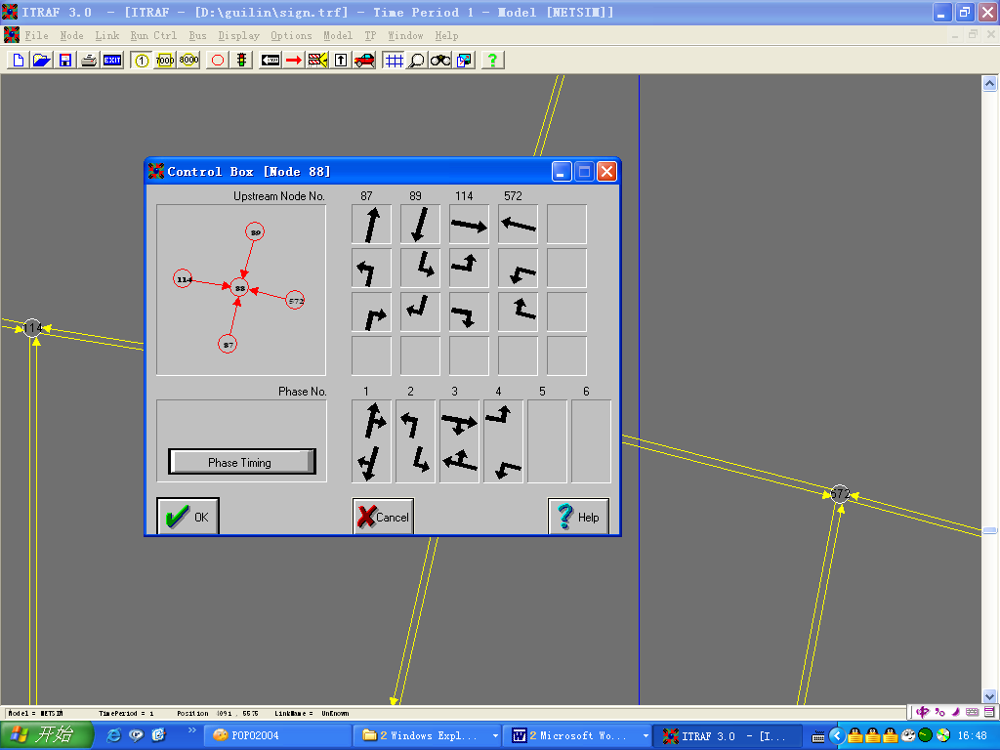 ITRAF 3.0 - [ITRAF - [D:\guilin\sign.trf] - Time Period 1 - Model [NETSIM]]
File Node Link Run Ctrl Bus Display Options Model TP Window Help
EXIT 1 7000 8000 ?
Control Box [Node 88]
Upstream Node No. 87 89 114 572
89
114
88
572
87
114
Phase No. 1 2 3 4 5 6
Phase Timing
572
OK Cancel ? Help
Model = NETSIM TimePeriod = 1 Position 1091 , 5575 LinkName = Unknown
中
开始 » POPO2004 2 Windows Expl... 2 Microsoft Wo... ITRAF 3.0 - [I... 16:48